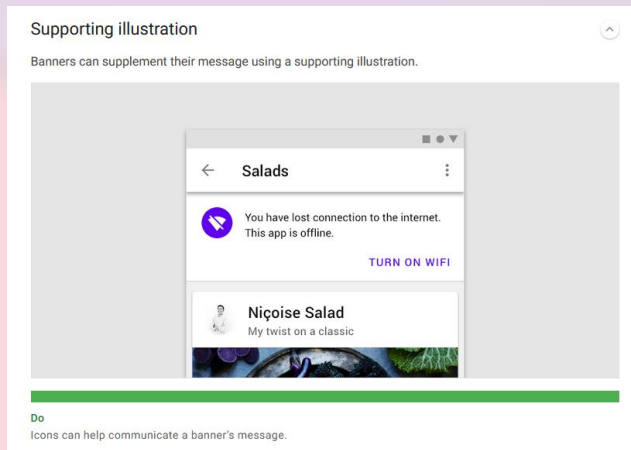 Supporting illustration
Banners can supplement their message using a supporting illustration.
Salads
You have lost connection to the internet.
This app is offline.
TURN ON WIFI
Niçoise Salad
My twist on a classic
Do
Icons can help communicate a banner's message.